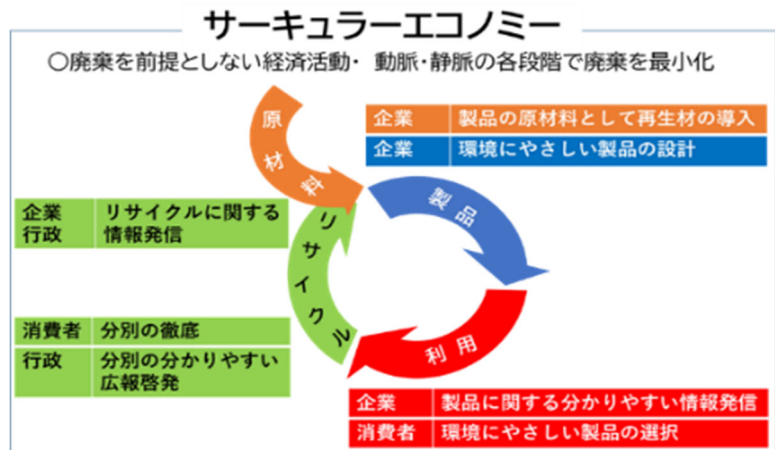 サーキュラーエコノミー
〇廃棄を前提としない経済活動・ 動脈・静脈の各段階で廃棄を最小化
原材料
企業 製品の原材料として再生材の導入
企業 環境にやさしい製品の設計
製品
企業 リサイクルに関する
行政 情報発信
リサイクル
消費者 分別の徹底
行政 分別の分かりやすい
広報啓発
利用
企業 製品に関する分かりやすい情報発信
消費者 環境にやさしい製品の選択